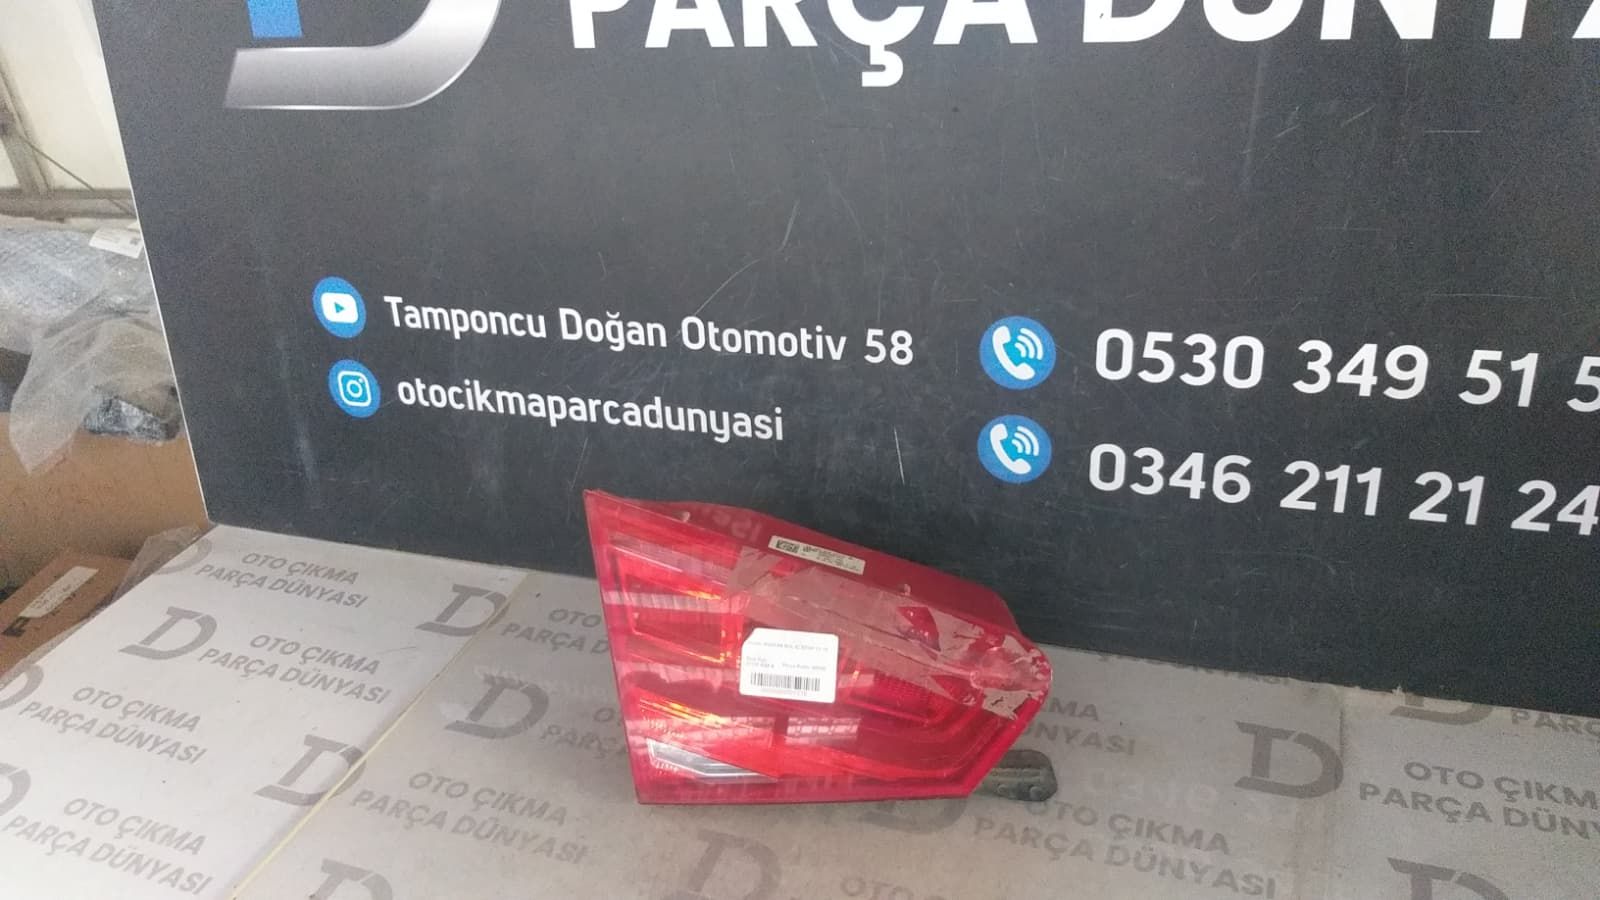 PARÇA DÜNYA
Tamponcu Doğan Otomotiv 58
otocikmaparcadunyasi
0530 349 51 5
0346 211 21 24
OTO ÇIKMA
PARÇA DÜNYASI
OTO ÇIKMA
PARÇA DÜNYASI
OTO ÇIKMA
PARÇA DÜNYASI
OTO ÇIKMA
PARÇA DÜNYASI
OTO ÇIKMA
PARÇA DÜNYASI
OTO ÇIKMA
PARÇA DÜNYASI
OTO ÇIKM
PARÇA DÜN